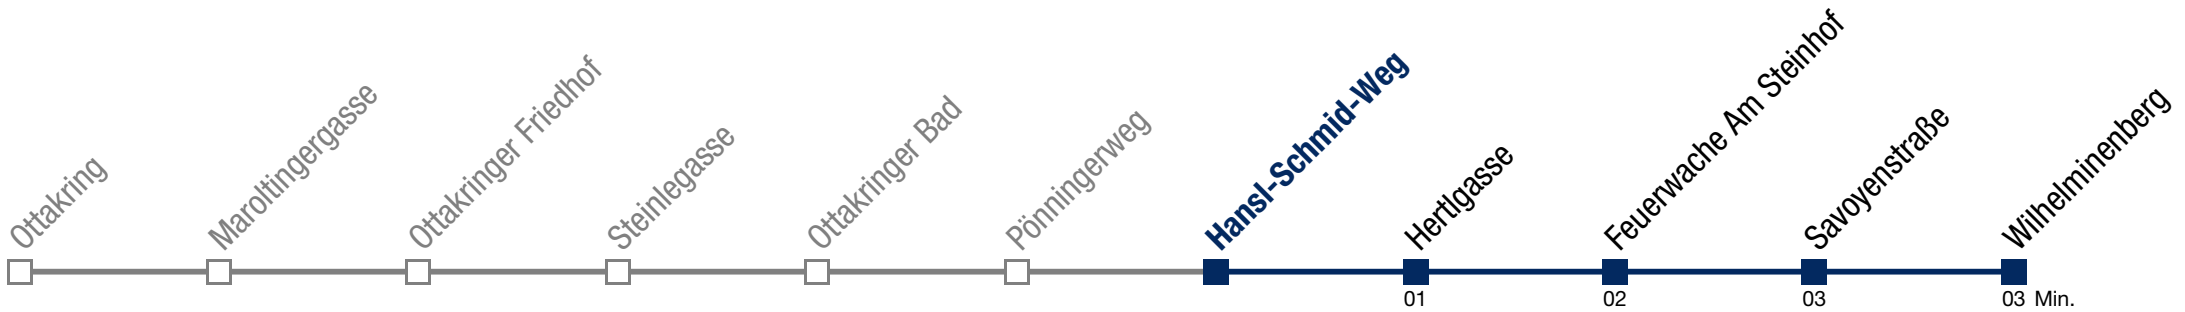 Ottakring
Maroltingergasse
Ottakringer Friedhof
Steinlegasse
Ottakringer Bad
Pönningerweg
Hansl-Schmid-Weg
Hertlgasse
Feuerwache Am Steinhof
Savoyenstraße
Wilhelminenberg
01
02
03
03 Min.